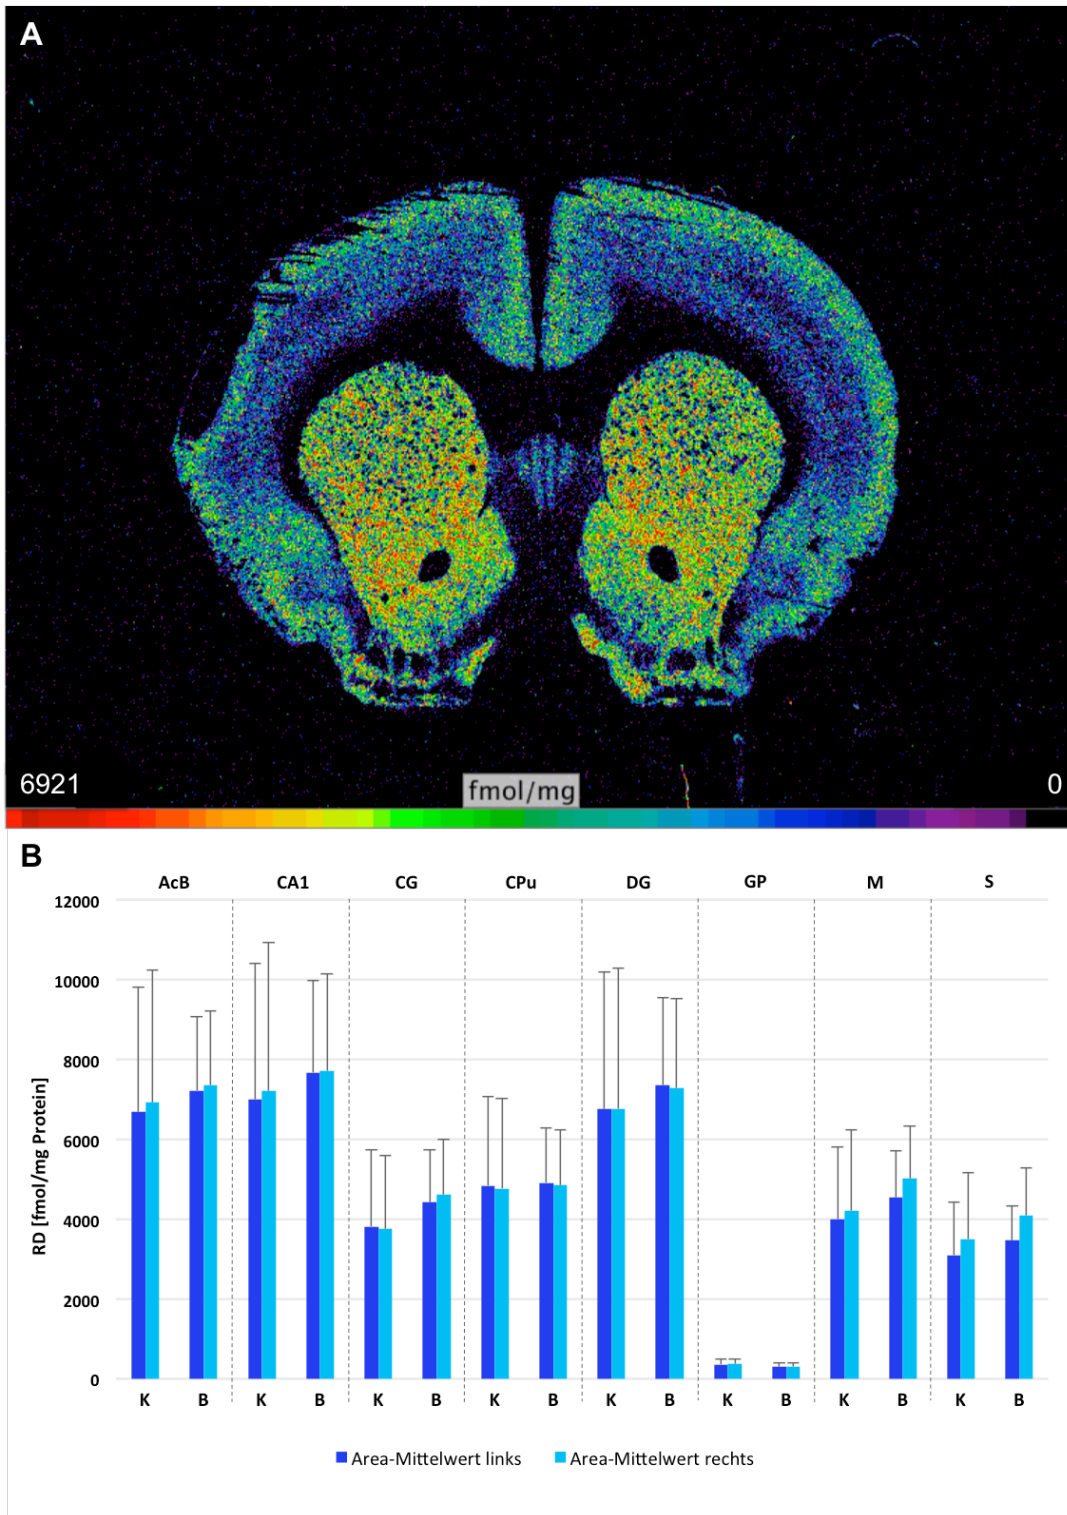 A
6921 fmol/mg 0
B
AcB CA1 CG CPu DG GP M S
12000
10000
8000
6000
4000
2000
0
RD [fmol/mg Protein]
K B K B K B K B K B K B K B K B
Area-Mittelwert links Area-Mittelwert rechts